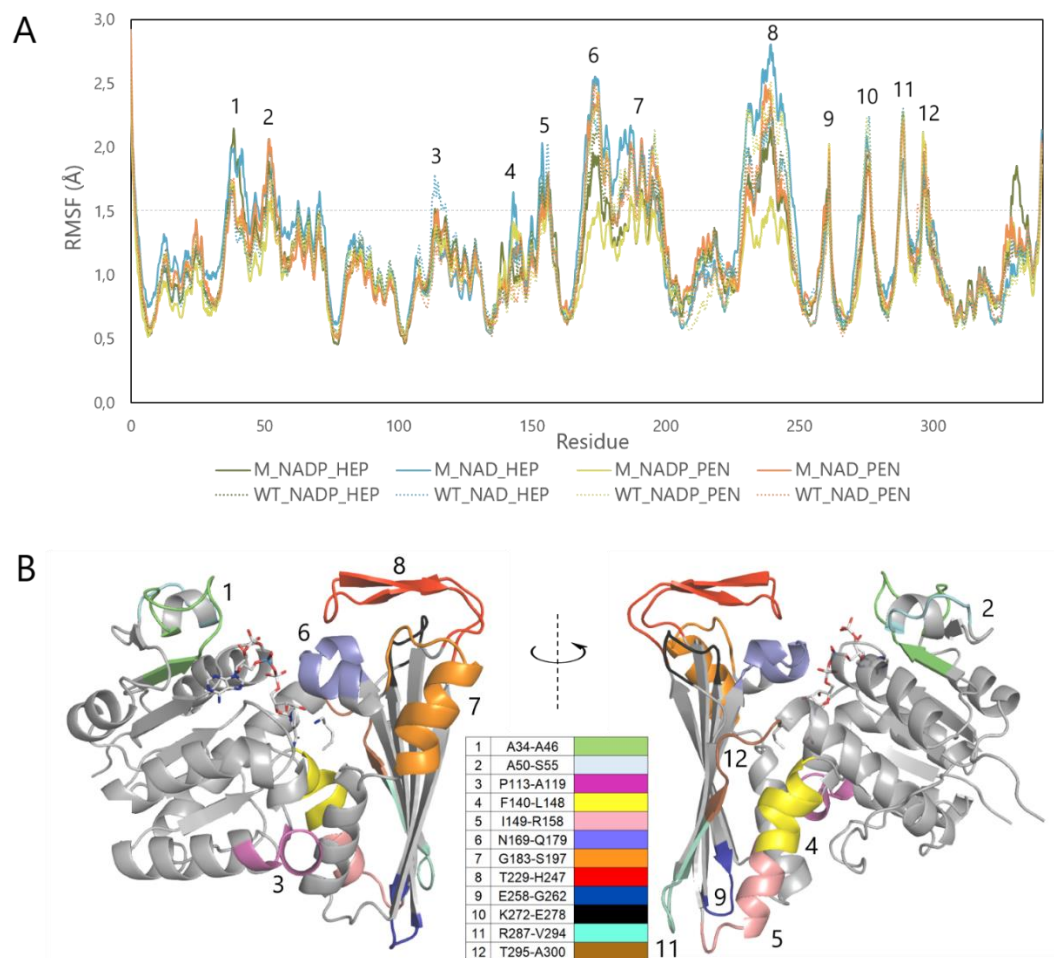 A
3,0
2,5
2,0
1,5
1,0
0,5
0,0
RMSF (Å)
1
2
3
4
5
6
7
8
9
10
11
12
0
50
100
150
200
250
300
Residue
M_NADP_HEP
M_NAD_HEP
M_NADP_PEN
M_NAD_PEN
WT_NADP_HEP
WT_NAD_HEP
WT_NADP_PEN
WT_NAD_PEN
B
1
8
6
7
3
2
12
4
9
5
11
1 A34-A46
2 A50-S55
3 P113-A119
4 F140-L148
5 I149-R158
6 N169-Q179
7 G183-S197
8 T229-H247
9 E258-G262
10 K272-E278
11 R287-V294
12 T295-A300